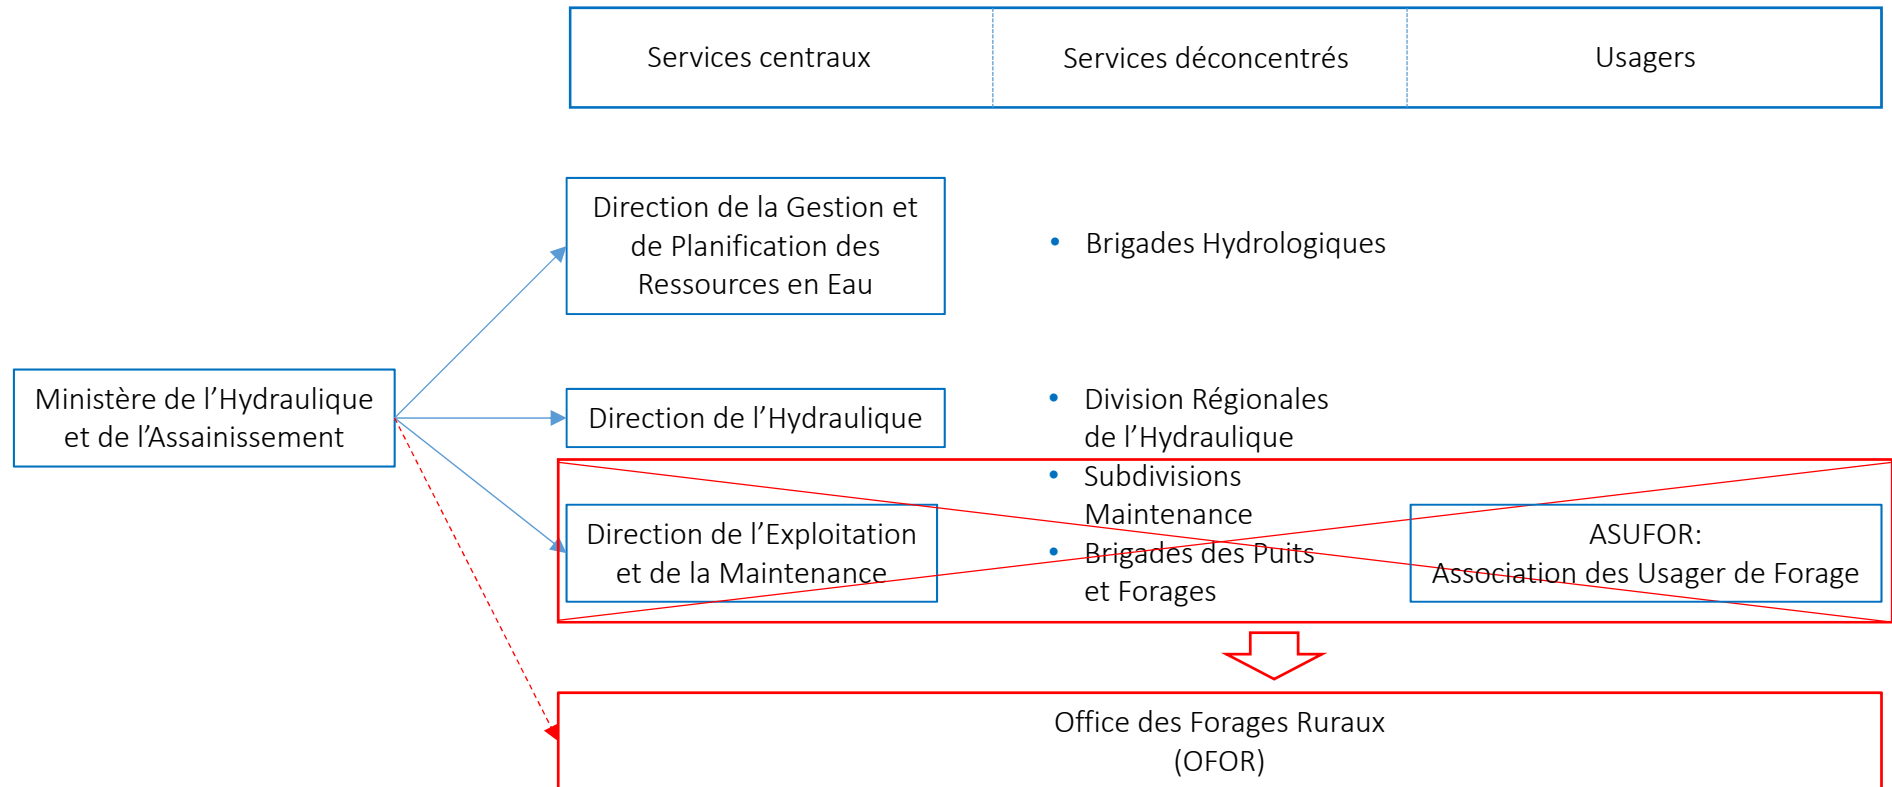 Services centraux
Services déconcentrés
Usagers
Direction de la Gestion et
de Planification des
Ressources en Eau
• Brigades Hydrologiques
Ministère de l’Hydraulique
et de l’Assainissement
Direction de l’Hydraulique
• Division Régionales
de l’Hydraulique
• Subdivisions
Maintenance
• Brigades des Puits
et Forages
Direction de l’Exploitation
et de la Maintenance
ASUFOR:
Association des Usager de Forage
Office des Forages Ruraux
(OFOR)